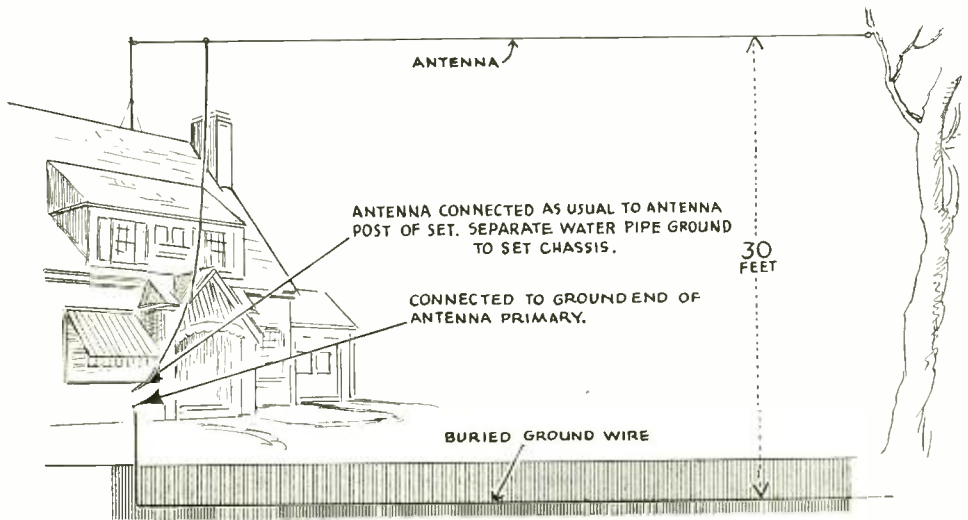 ANTENNA
ANTENNA CONNECTED AS USUAL TO ANTENNA
POST OF SET. SEPARATE WATER PIPE GROUND
TO SET CHASSIS.
30
FEET
CONNECTED TO GROUND END OF
ANTENNA PRIMARY.
BURIED GROUND WIRE